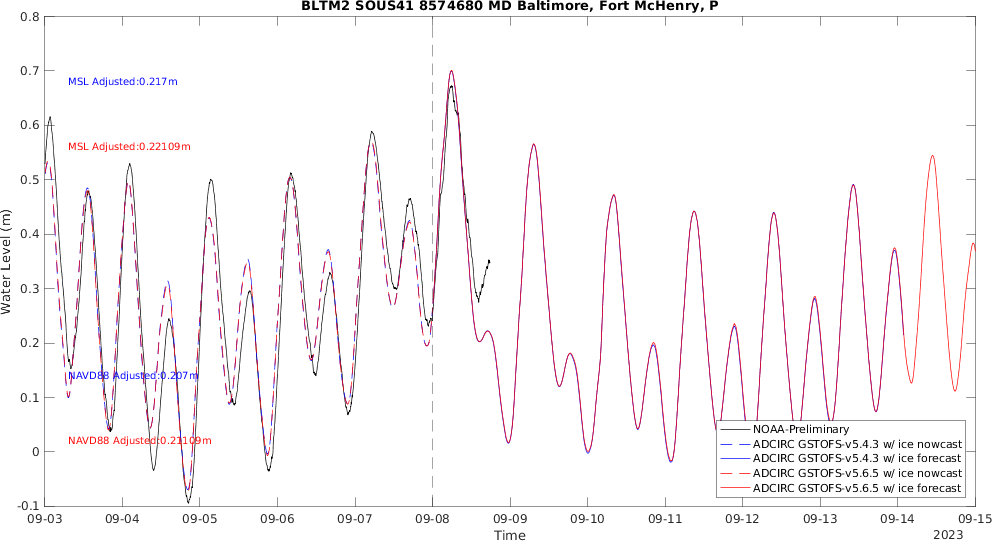 BLTM2 SOUS41 8574680 MD Baltimore, Fort McHenry, P
0.8
0.7
0.6
0.5
0.4
0.3
0.2
0.1
0
-0.1
Water Level (m)
MSL Adjusted:0.217m
MSL Adjusted:0.22109m
NAVD88 Adjusted:0.207m
NAVD88 Adjusted:0.21109m
NOAA-Preliminary
ADCIRC GSTOFS-v5.4.3 w/ ice nowcast
ADCIRC GSTOFS-v5.4.3 w/ ice forecast
ADCIRC GSTOFS-v5.6.5 w/ ice nowcast
ADCIRC GSTOFS-v5.6.5 w/ ice forecast
09-03 09-04 09-05 09-06 09-07 09-08 09-09 09-10 09-11 09-12 09-13 09-14 09-15
Time
2023